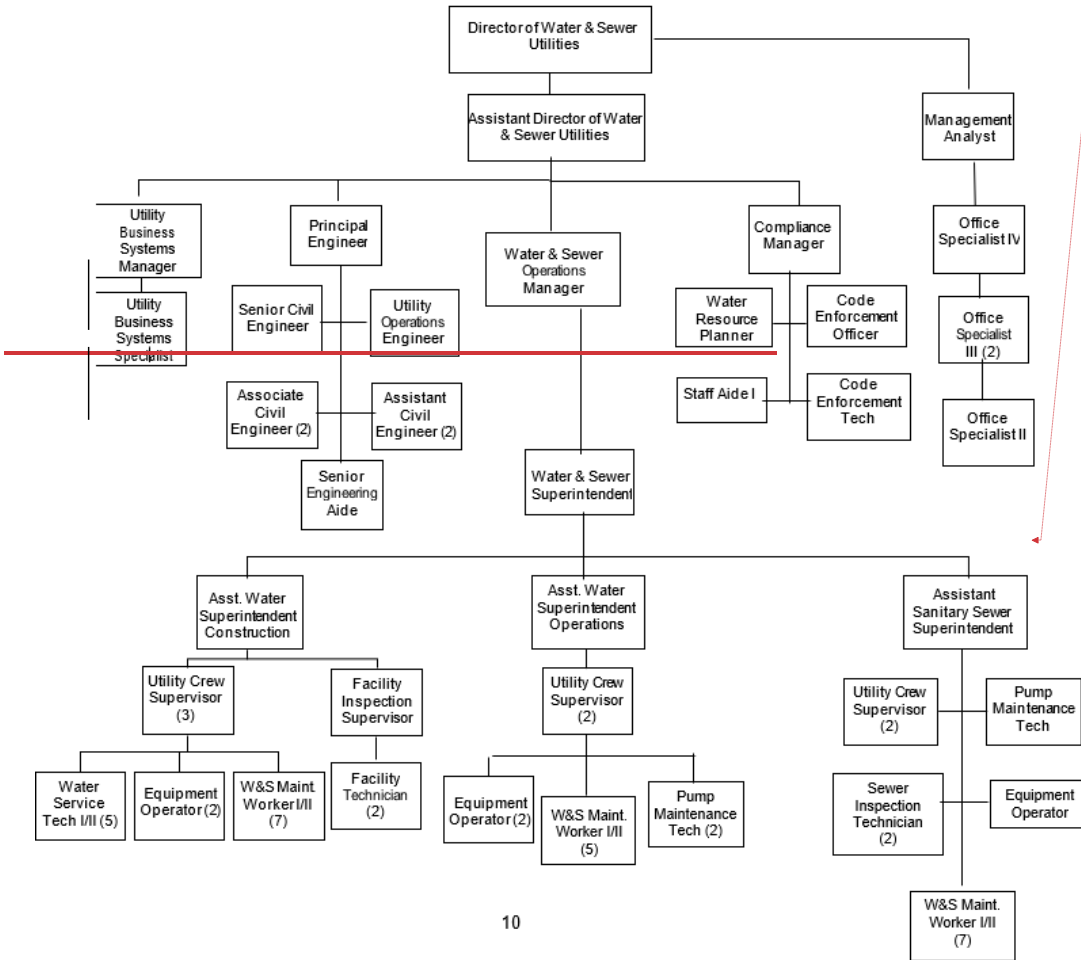 Director of Water & Sewer
Utilities
Assistant Director of Water
& Sewer Utilities
Management
Analyst
Utility
Business
Systems
Manager
Principal
Engineer
Water & Sewer
Operations
Manager
Compliance
Manager
Office
Specialist IV
Utility
Business
Systems
Specialist
Senior Civil
Engineer
Utility
Operations
Engineer
Water
Resource
Planner
Code
Enforcement
Officer
Office
Specialist
III (2)
Associate
Civil
Engineer (2)
Assistant
Civil
Engineer (2)
Staff Aide I
Code
Enforcement
Tech
Office
Specialist II
Senior
Engineering
Aide
Water & Sewer
Superintendent
Asst. Water
Superintendent
Construction
Asst. Water
Superintendent
Operations
Assistant
Sanitary Sewer
Superintendent
Utility Crew
Supervisor
(3)
Facility
Inspection
Supervisor
Utility Crew
Supervisor
(2)
Utility Crew
Supervisor
(2)
Pump
Maintenance
Tech
Water
Service
Tech I/II (5)
Equipment
Operator (2)
W&S Maint.
Worker I/II
(7)
Facility
Technician
(2)
Equipment
Operator (2)
W&S Maint.
Worker I/II
(5)
Pump
Maintenance
Tech (2)
Sewer
Inspection
Technician
(2)
Equipment
Operator
W&S Maint.
Worker I/II
(7)
10